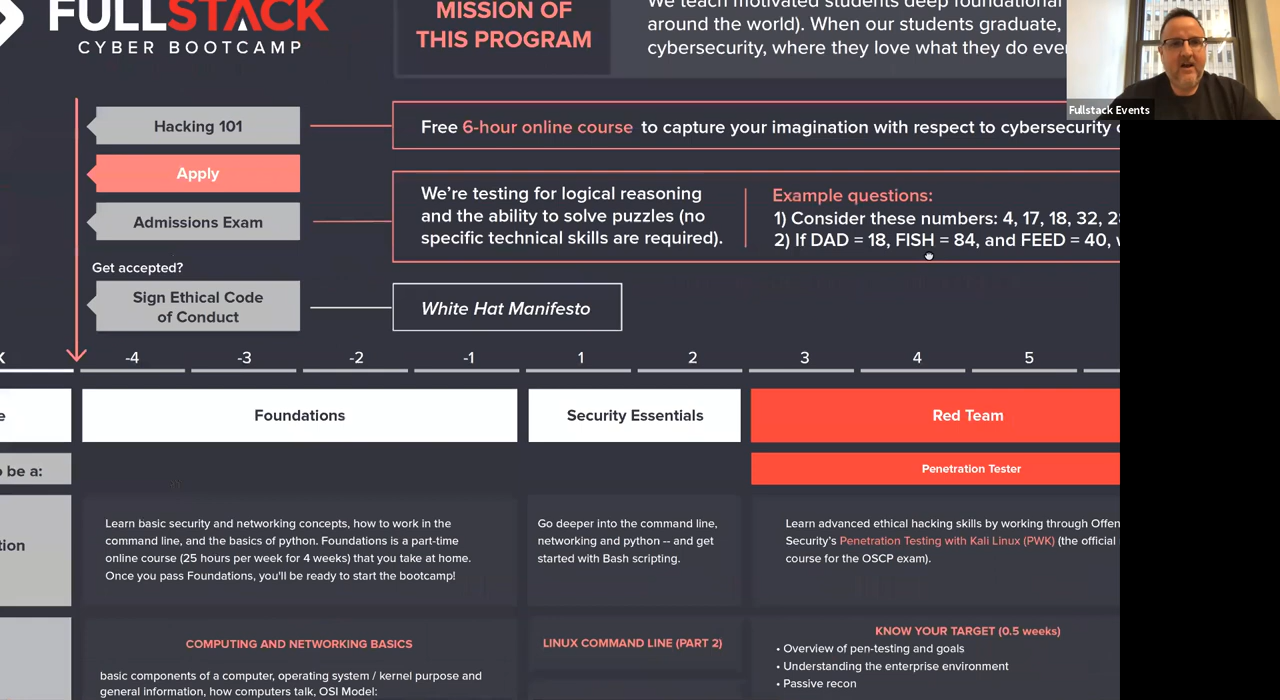 FULLSTACK
CYBER BOOTCAMP
MISSION OF
THIS PROGRAM
We teach motivated students deep foundational
around the world). When our students graduate,
cybersecurity, where they love what they do
Fullstack Events
Hacking 101
Free 6-hour online course to capture your imagination with respect to cybersecurity
Apply
Admissions Exam
We're testing for logical reasoning
and the ability to solve puzzles (no
specific technical skills are required).
Example questions:
1) Consider these numbers: 4, 17, 18, 32,
2) If DAD = 18, FISH = 84, and FEED = 40,
Get accepted?
Sign Ethical Code
of Conduct
White Hat Manifesto
-4 -3 -2 -1 1 2 3 4 5
Foundations
Security Essentials
Red Team
o be a:
Penetration Tester
Learn basic security and networking concepts, how to work in the
command line, and the basics of python. Foundations is a part-time
online course (25 hours per week for 4 weeks) that you take at home.
Once you pass Foundations, you'll be ready to start the bootcamp!
Go deeper into the command line,
networking and python -- and get
started with Bash scripting.
Learn advanced ethical hacking skills by working through Offen
Security's Penetration Testing with Kali Linux (PWK) (the official
course for the OSCP exam).
tion
COMPUTING AND NETWORKING BASICS
basic components of a computer, operating system / kernel purpose and
general information, how computers talk, OSI Model:
LINUX COMMAND LINE (PART 2)
KNOW YOUR TARGET (0.5 weeks)
• Overview of pen-testing and goals
• Understanding the enterprise environment
• Passive recon